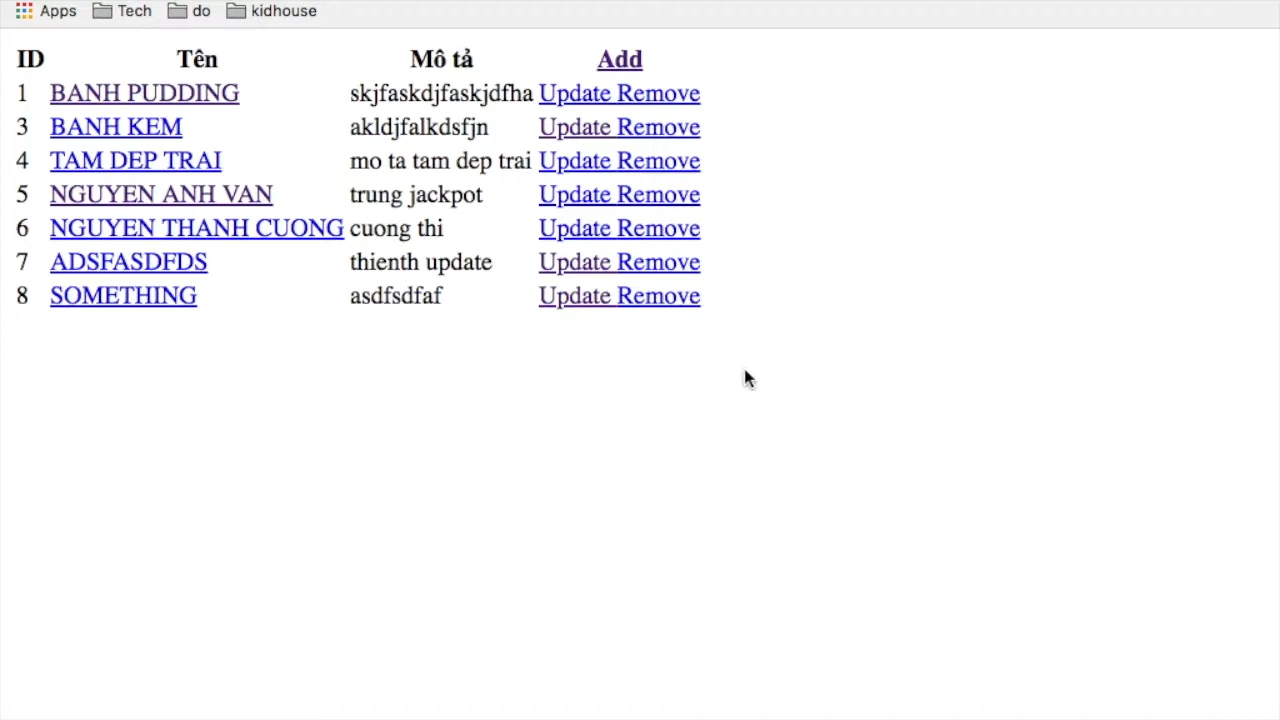 Apps Tech do kidhouse
ID Tên Mô tả Add
1 BANH PUDDING skjfaskdjfaskjdfha Update Remove
3 BANH KEM akldjfalkdsfjn Update Remove
4 TAM DEP TRAI mo ta tam dep trai Update Remove
5 NGUYEN ANH VAN trung jackpot Update Remove
6 NGUYEN THANH CUONG cuong thi Update Remove
7 ADSFASDFDS thienth update Update Remove
8 SOMETHING asdfsdfaf Update Remove